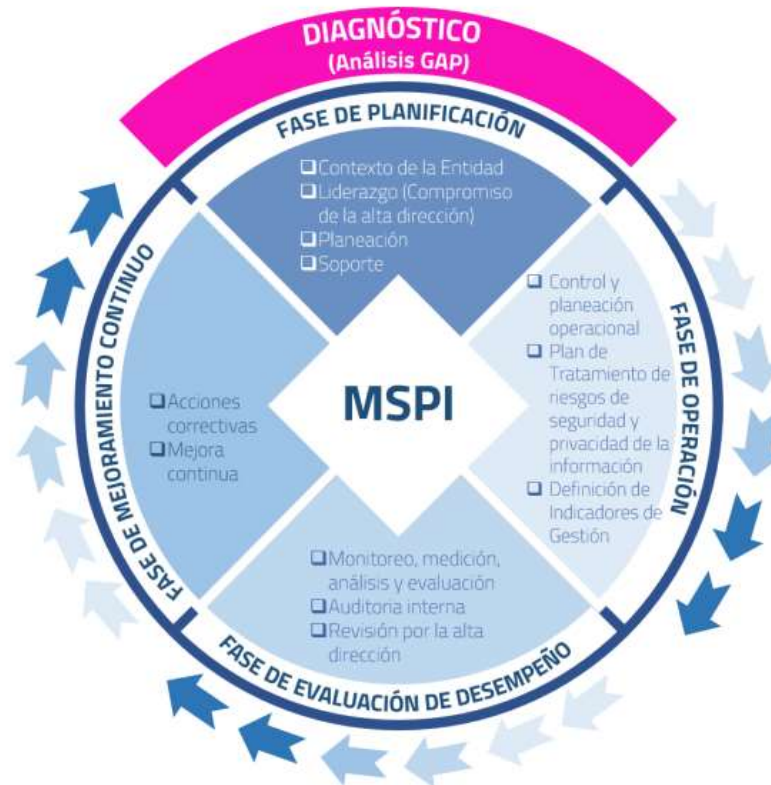 DIAGNÓSTICO
(Análisis GAP)
FASE DE PLANIFICACIÓN
❑Contexto de la Entidad
❑Liderazgo (Compromiso
de la alta dirección)
❑Planeación
❑Soporte
FASE DE OPERACIÓN
❑ Control y
planeación
operacional
❑ Plan de
Tratamiento de
riesgos de
seguridad y
privacidad de la
información
❑ Definición de
Indicadores de
Gestión
MSPI
FASE DE EVALUACIÓN DE DESEMPEÑO
❑Monitoreo, medición,
análisis y evaluación
❑Auditoria interna
❑Revisión por la alta
dirección
FASE DE MEJORAMIENTO CONTINUO
❑Acciones
correctivas
❑Mejora
continua